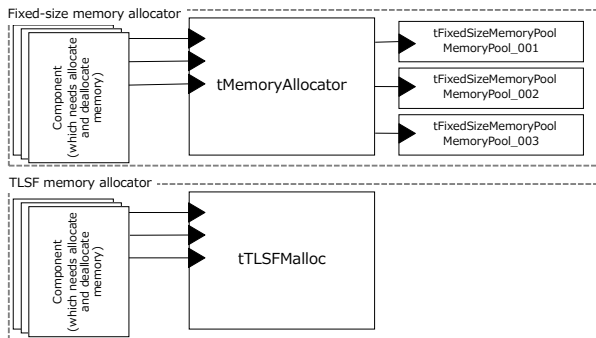 Fixed-size memory allocator
Component
(which needs allocate
and deallocate
memory)
tMemoryAllocator
tFixedSizeMemoryPool
MemoryPool_001
tFixedSizeMemoryPool
MemoryPool_002
tFixedSizeMemoryPool
MemoryPool_003
TLSF memory allocator
Component
(which needs allocate
and deallocate
memory)
tTLSFMalloc